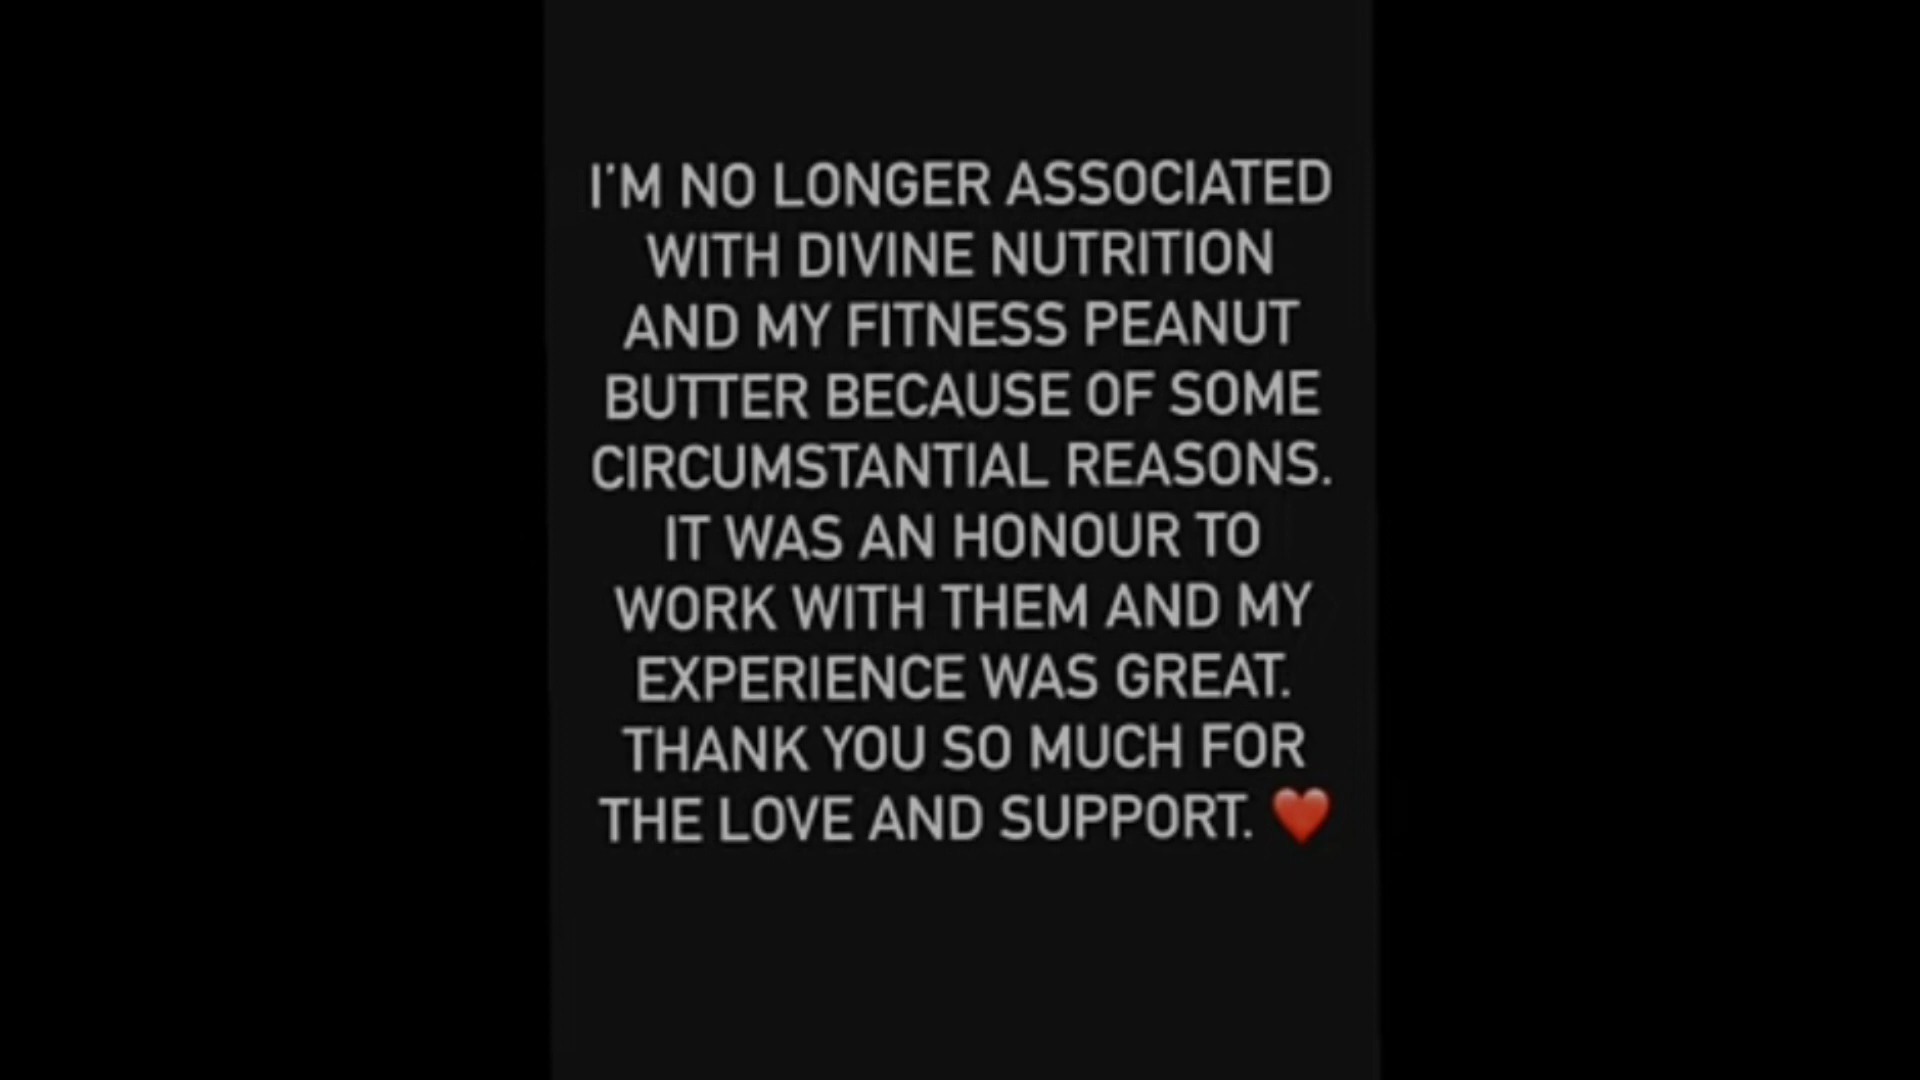 I'M NO LONGER ASSOCIATED
WITH DIVINE NUTRITION
AND MY FITNESS PEANUT
BUTTER BECAUSE OF SOME
CIRCUMSTANTIAL REASONS.
IT WAS AN HONOUR TO
WORK WITH THEM AND MY
EXPERIENCE WAS GREAT.
THANK YOU SO MUCH FOR
THE LOVE AND SUPPORT. ❤️